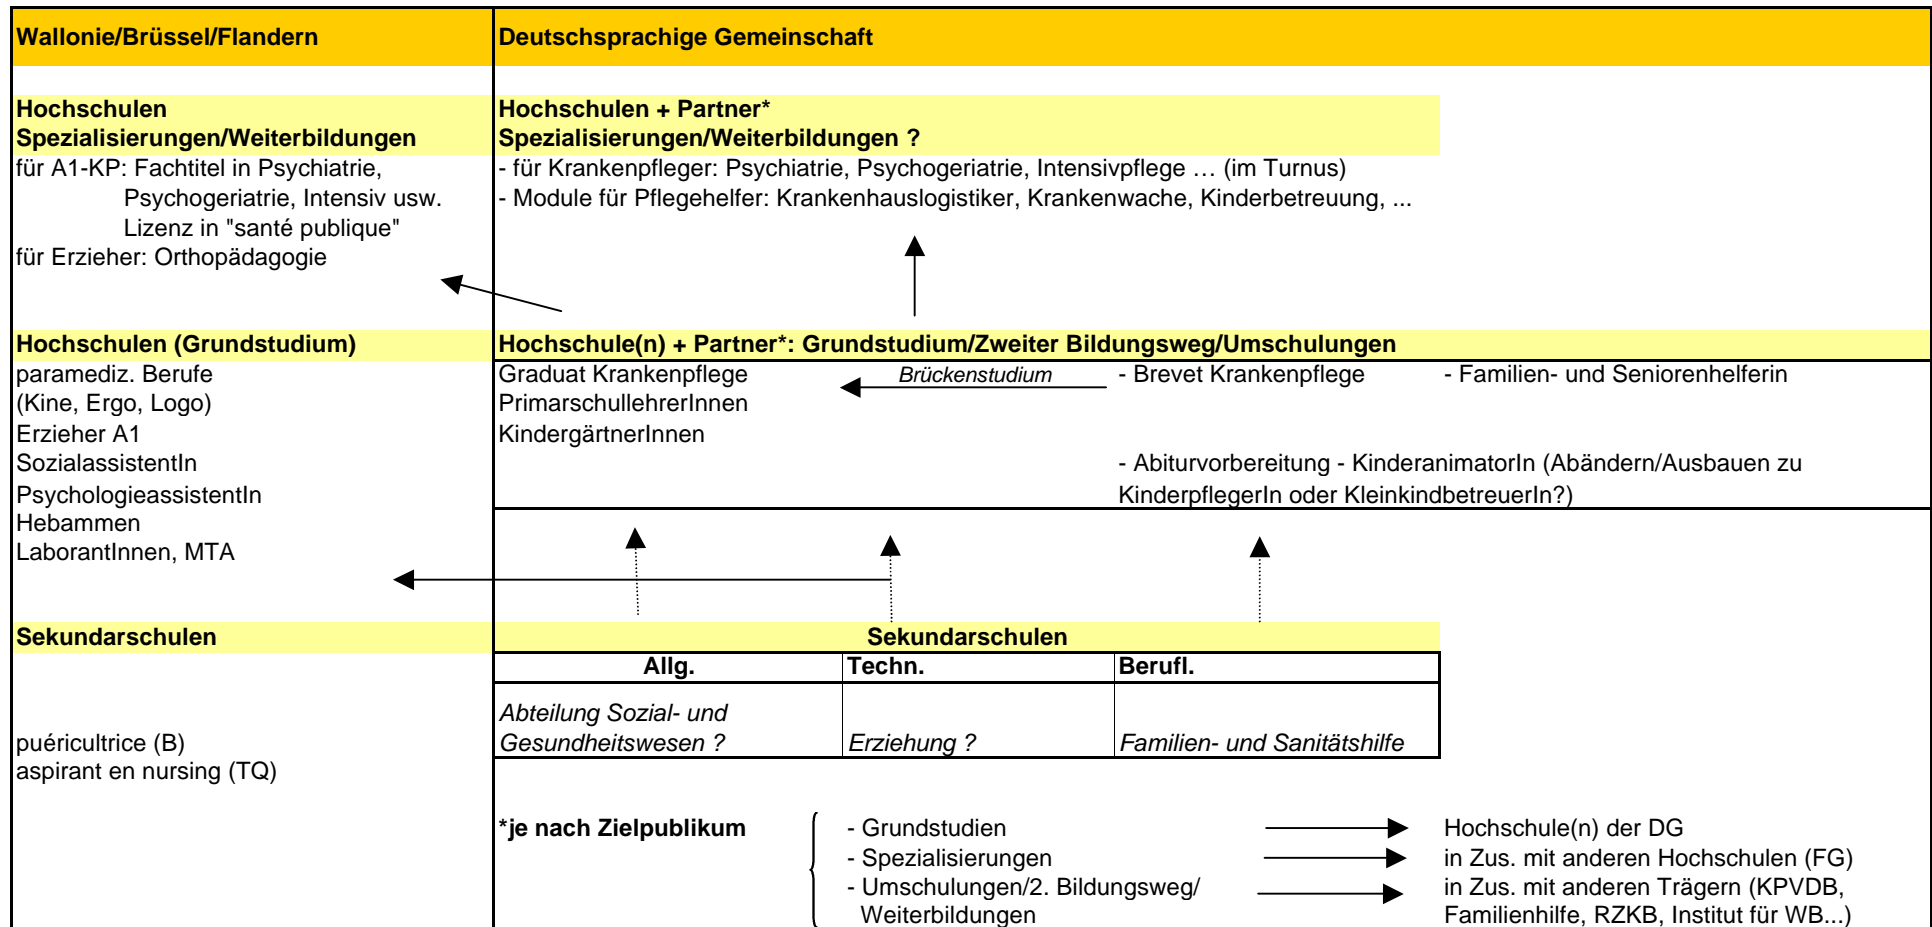 Wallonie/Brüssel/Flandern
Deutschsprachige Gemeinschaft
Hochschulen
Spezialisierungen/Weiterbildungen
für A1-KP: Fachtitel in Psychiatrie,
Psychogeriatrie, Intensiv usw.
Lizenz in "santé publique"
für Erzieher: Orthopädagogie
Hochschulen + Partner*
Spezialisierungen/Weiterbildungen ?
- für Krankenpfleger: Psychiatrie, Psychogeriatrie, Intensivpflege … (im Turnus)
- Module für Pflegehelfer: Krankenhauslogistiker, Krankenwache, Kinderbetreuung, ...
Hochschulen (Grundstudium)
paramediz. Berufe
(Kine, Ergo, Logo)
Erzieher A1
SozialassistentIn
PsychologieassistentIn
Hebammen
LaborantInnen, MTA
Hochschule(n) + Partner*: Grundstudium/Zweiter Bildungsweg/Umschulungen
Graduat Krankenpflege
PrimarschullehrerInnen
KindergärtnerInnen
Brückenstudium
- Brevet Krankenpflege
- Familien- und Seniorenhelferin
- Abiturvorbereitung - KinderanimatorIn (Abändern/Ausbauen zu
KinderpflegerIn oder KleinkindbetreuerIn?)
Sekundarschulen
puéricultrice (B)
aspirant en nursing (TQ)
Sekundarschulen
Allg.
Techn.
Berufl.
Abteilung Sozial- und
Gesundheitswesen ?
Erziehung ?
Familien- und Sanitätshilfe
*je nach Zielpublikum
- Grundstudien
Hochschule(n) der DG
- Spezialisierungen
in Zus. mit anderen Hochschulen (FG)
- Umschulungen/2. Bildungsweg/
Weiterbildungen
in Zus. mit anderen Trägern (KPVDB,
Familienhilfe, RZKB, Institut für WB...)